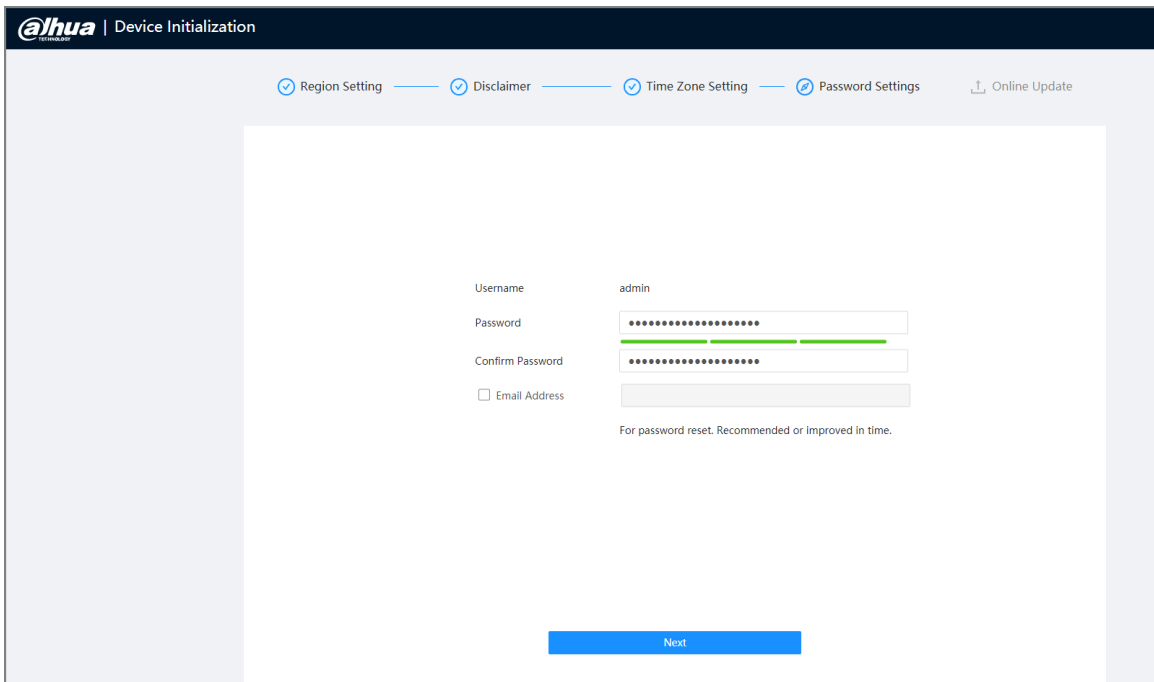 alhua | Device Initialization
TECHNOLOGY
Region Setting
Disclaimer
Time Zone Setting
Password Settings
Online Update
Username admin
Password ••••••••••••••••••••
Confirm Password ••••••••••••••••••••
Email Address
For password reset. Recommended or improved in time.
Next